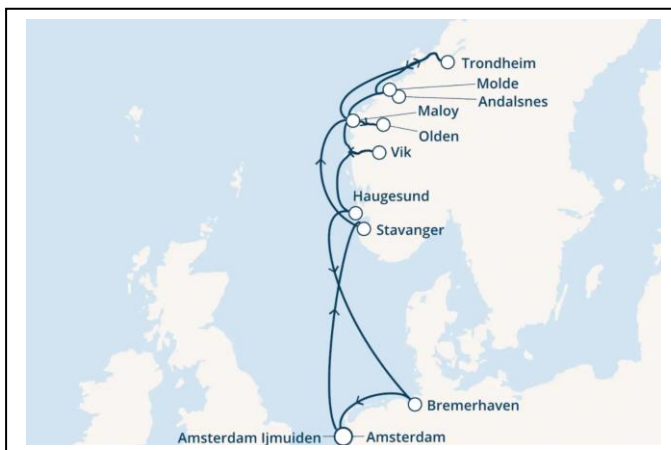 Trondheim
Molde
Andalsnes
Maloy
Olden
Vik
Haugesund
Stavanger
Bremerhaven
Amsterdam Ijmuiden
Amsterdam